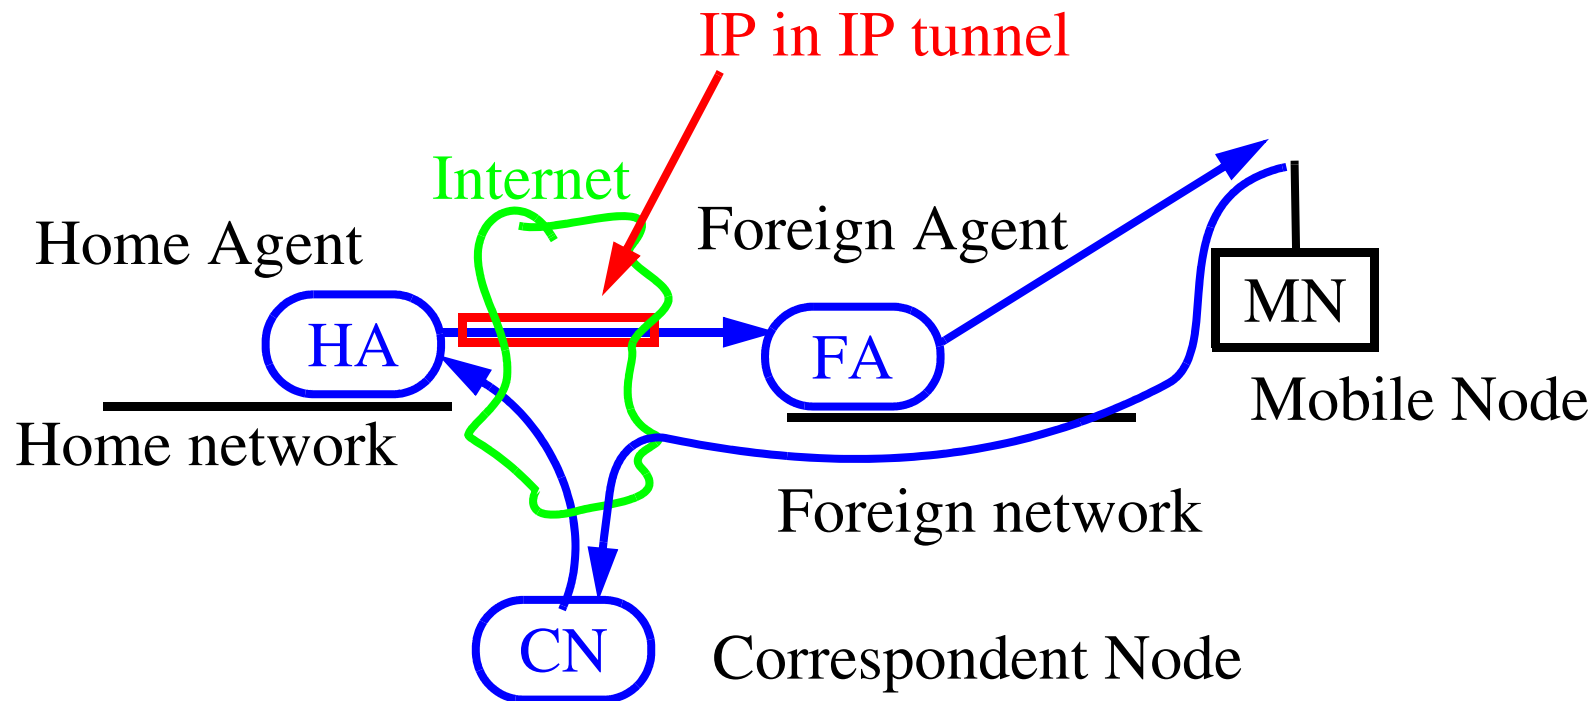 IP in IP tunnel
Internet
Home Agent
Foreign Agent
HA
FA
MN
Mobile Node
Home network
Foreign network
CN
Correspondent Node